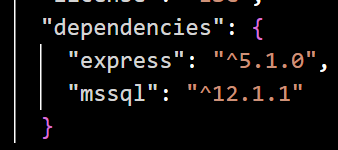 "dependencies": {
"express": "^5.1.0",
"mssql": "^12.1.1"
}